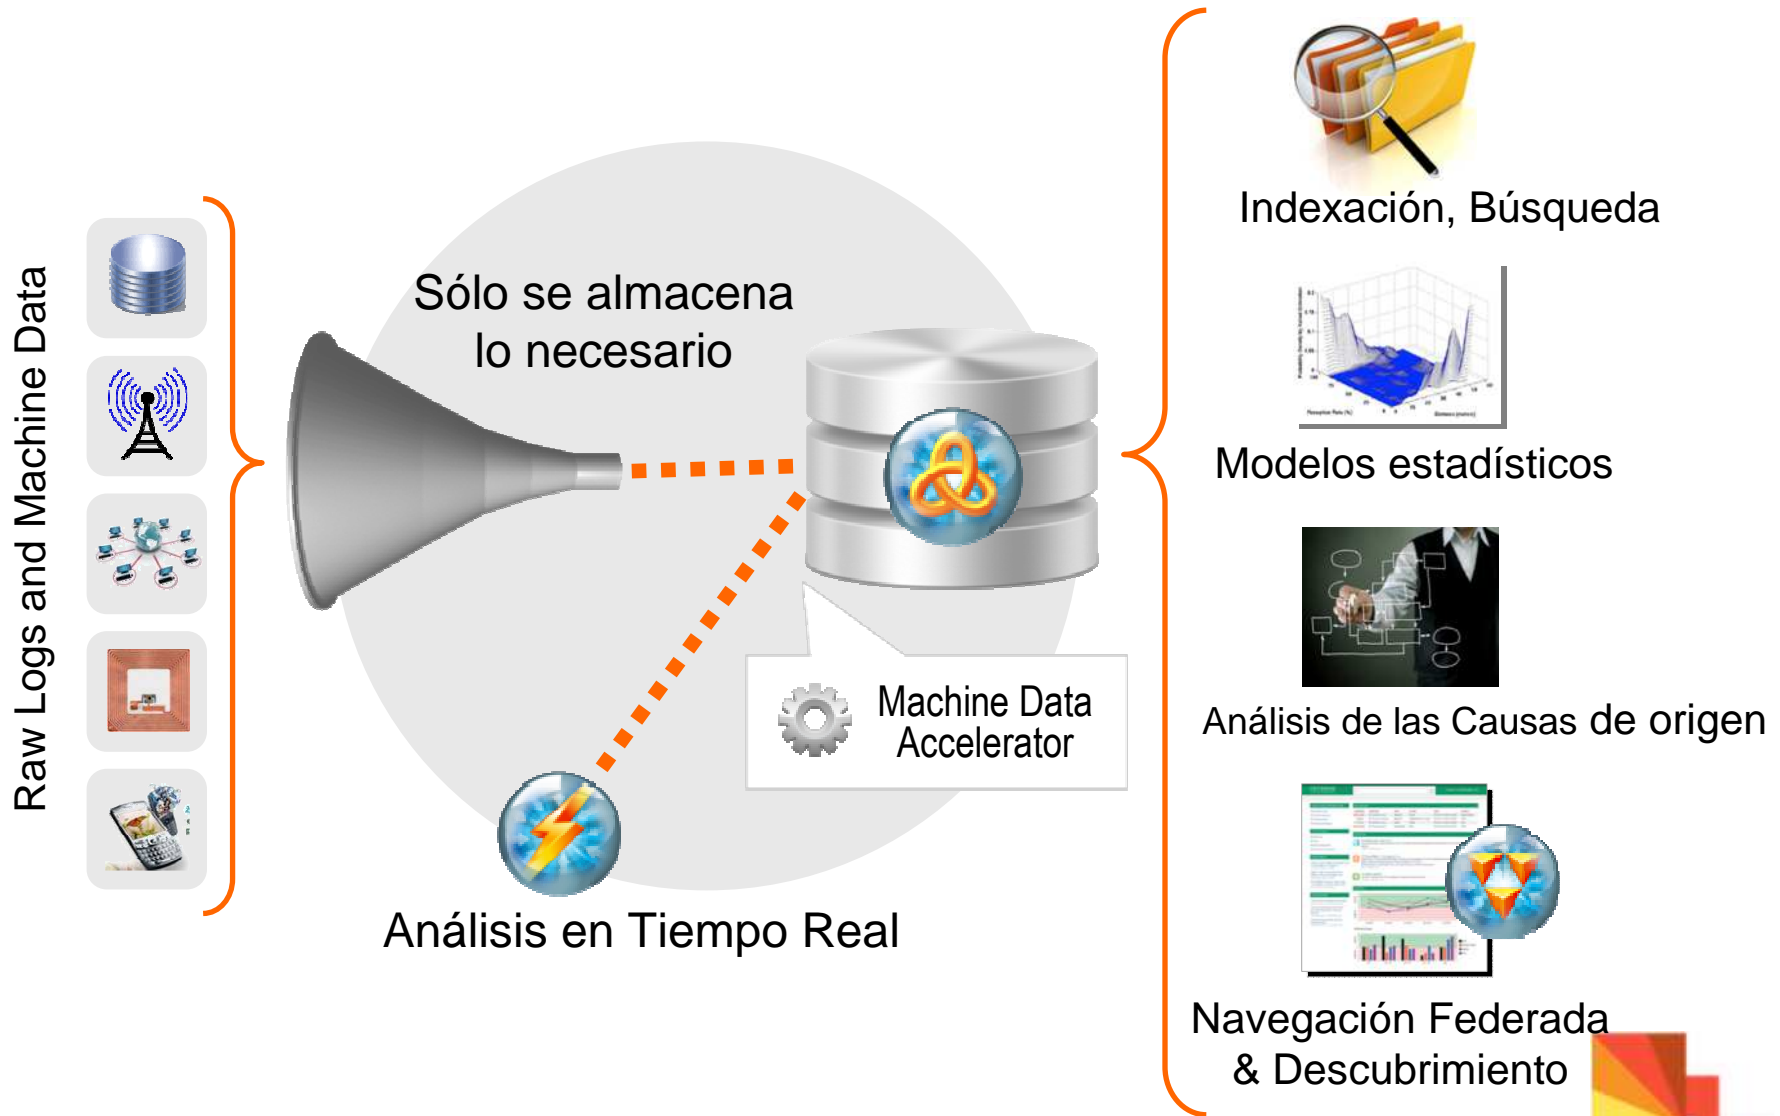 Raw Logs and Machine Data
Sólo se almacena
lo necesario
Machine Data
Accelerator
Análisis en Tiempo Real
Indexación, Búsqueda
Modelos estadísticos
Análisis de las Causas de origen
Navegación Federada
& Descubrimiento